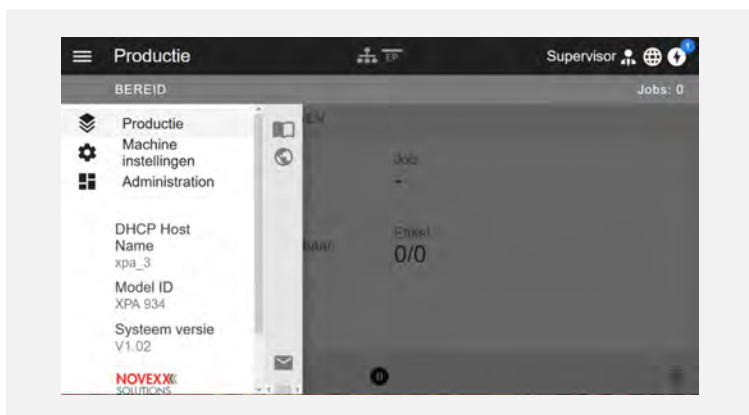 Productie
EP
Supervisor
1
BEREID
Jobs: 0
Productie
Machine
instellingen
Administration
Job
-
Etiket
0/0
DHCP Host
Name
xpa_3
Model ID
XPA 934
Systeem versie
V1.02
NOVEXX
SOLUTIONS
0